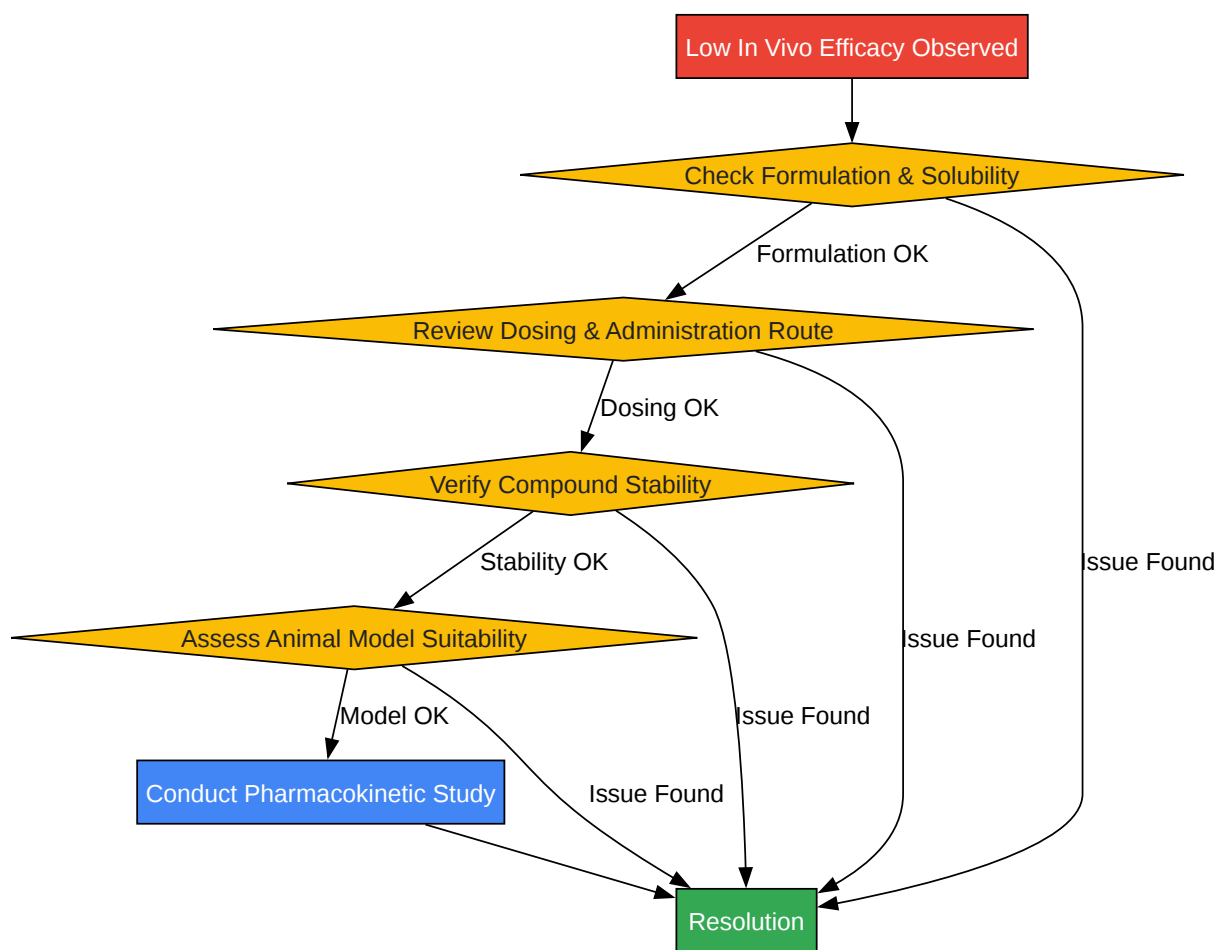 Low In Vivo Efficacy Observed
Check Formulation & Solubility
Formulation OK
Review Dosing & Administration Route
Dosing OK
Verify Compound Stability
Stability OK
Issue Found
Assess Animal Model Suitability
Issue Found
Model OK
Issue Found
Conduct Pharmacokinetic Study
Issue Found
Resolution